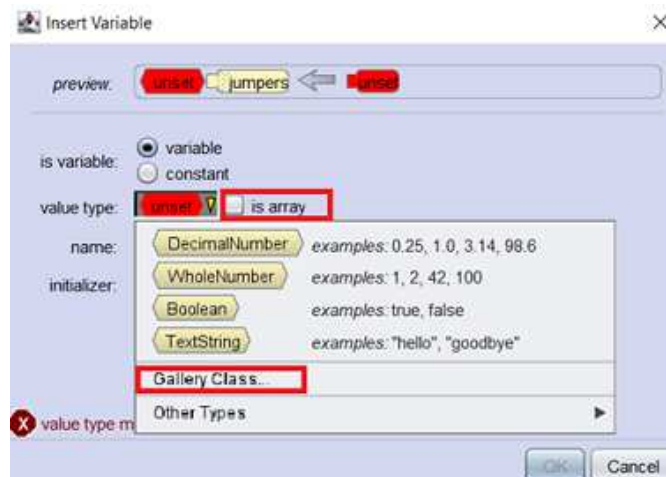 Insert Variable
preview: unset jumpers unset
is variable: variable
constant
value type: unset is array
name: DecimalNumber examples: 0.25, 1.0, 3.14, 98.6
initializer: WholeNumber examples: 1, 2, 42, 100
Boolean examples: true, false
TextString examples: "hello", "goodbye"
Gallery Class...
Other Types
value type m
OK Cancel